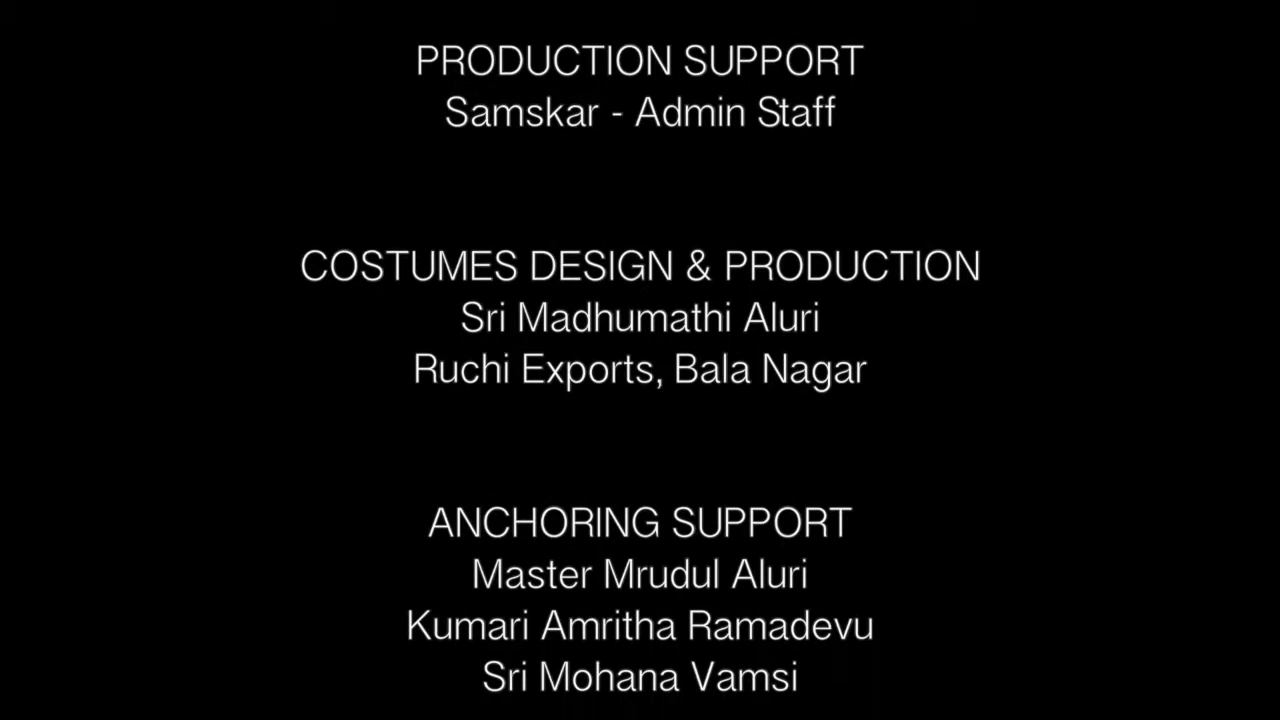 PRODUCTION SUPPORT
Samskar - Admin Staff
COSTUMES DESIGN & PRODUCTION
Sri Madhumathi Aluri
Ruchi Exports, Bala Nagar
ANCHORING SUPPORT
Master Mrudul Aluri
Kumari Amritha Ramadevu
Sri Mohana Vamsi